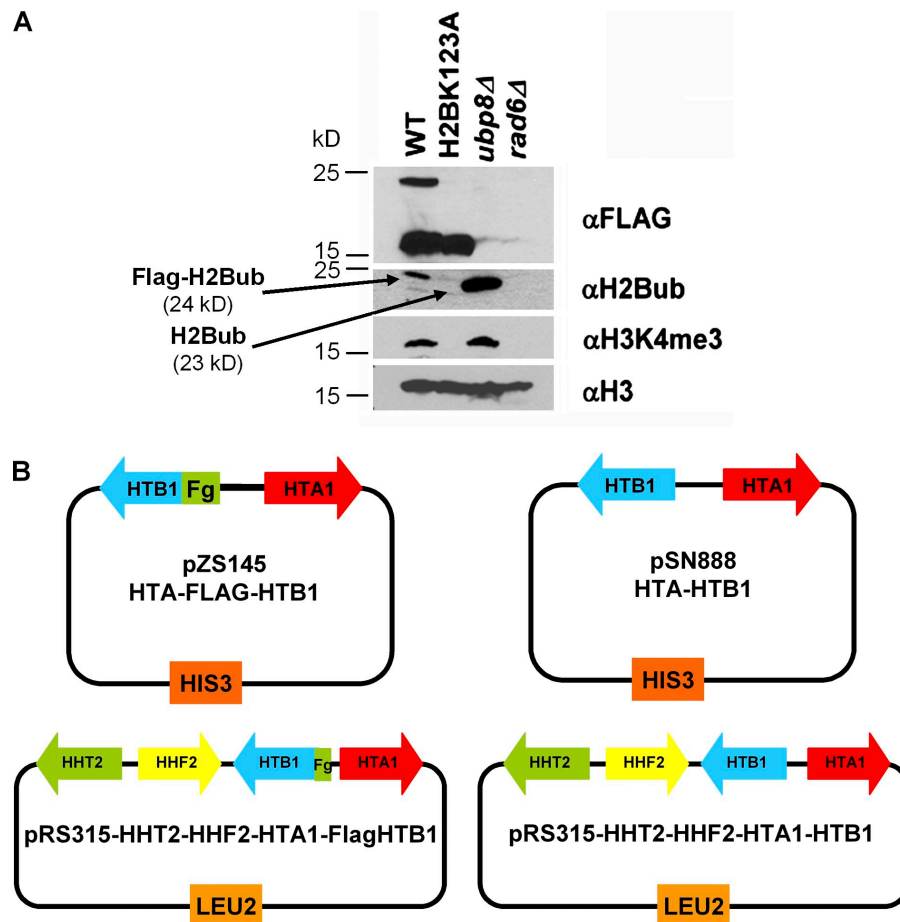 A
kD
WT
H2BK123A
ubp8Δ
rad6Δ
25
15
αFLAG
25
Flag-H2Bub
(24 kD)
αH2Bub
H2Bub
(23 kD)
15
αH3K4me3
15
αH3
B
HTB1 Fg HTA1
pZS145
HTA-FLAG-HTB1
HIS3
HTB1 HTA1
pSN888
HTA-HTB1
HIS3
HHT2 HHF2 HTB1 Fg HTA1
pRS315-HHT2-HHF2-HTA1-FlagHTB1
LEU2
HHT2 HHF2 HTB1 HTA1
pRS315-HHT2-HHF2-HTA1-HTB1
LEU2